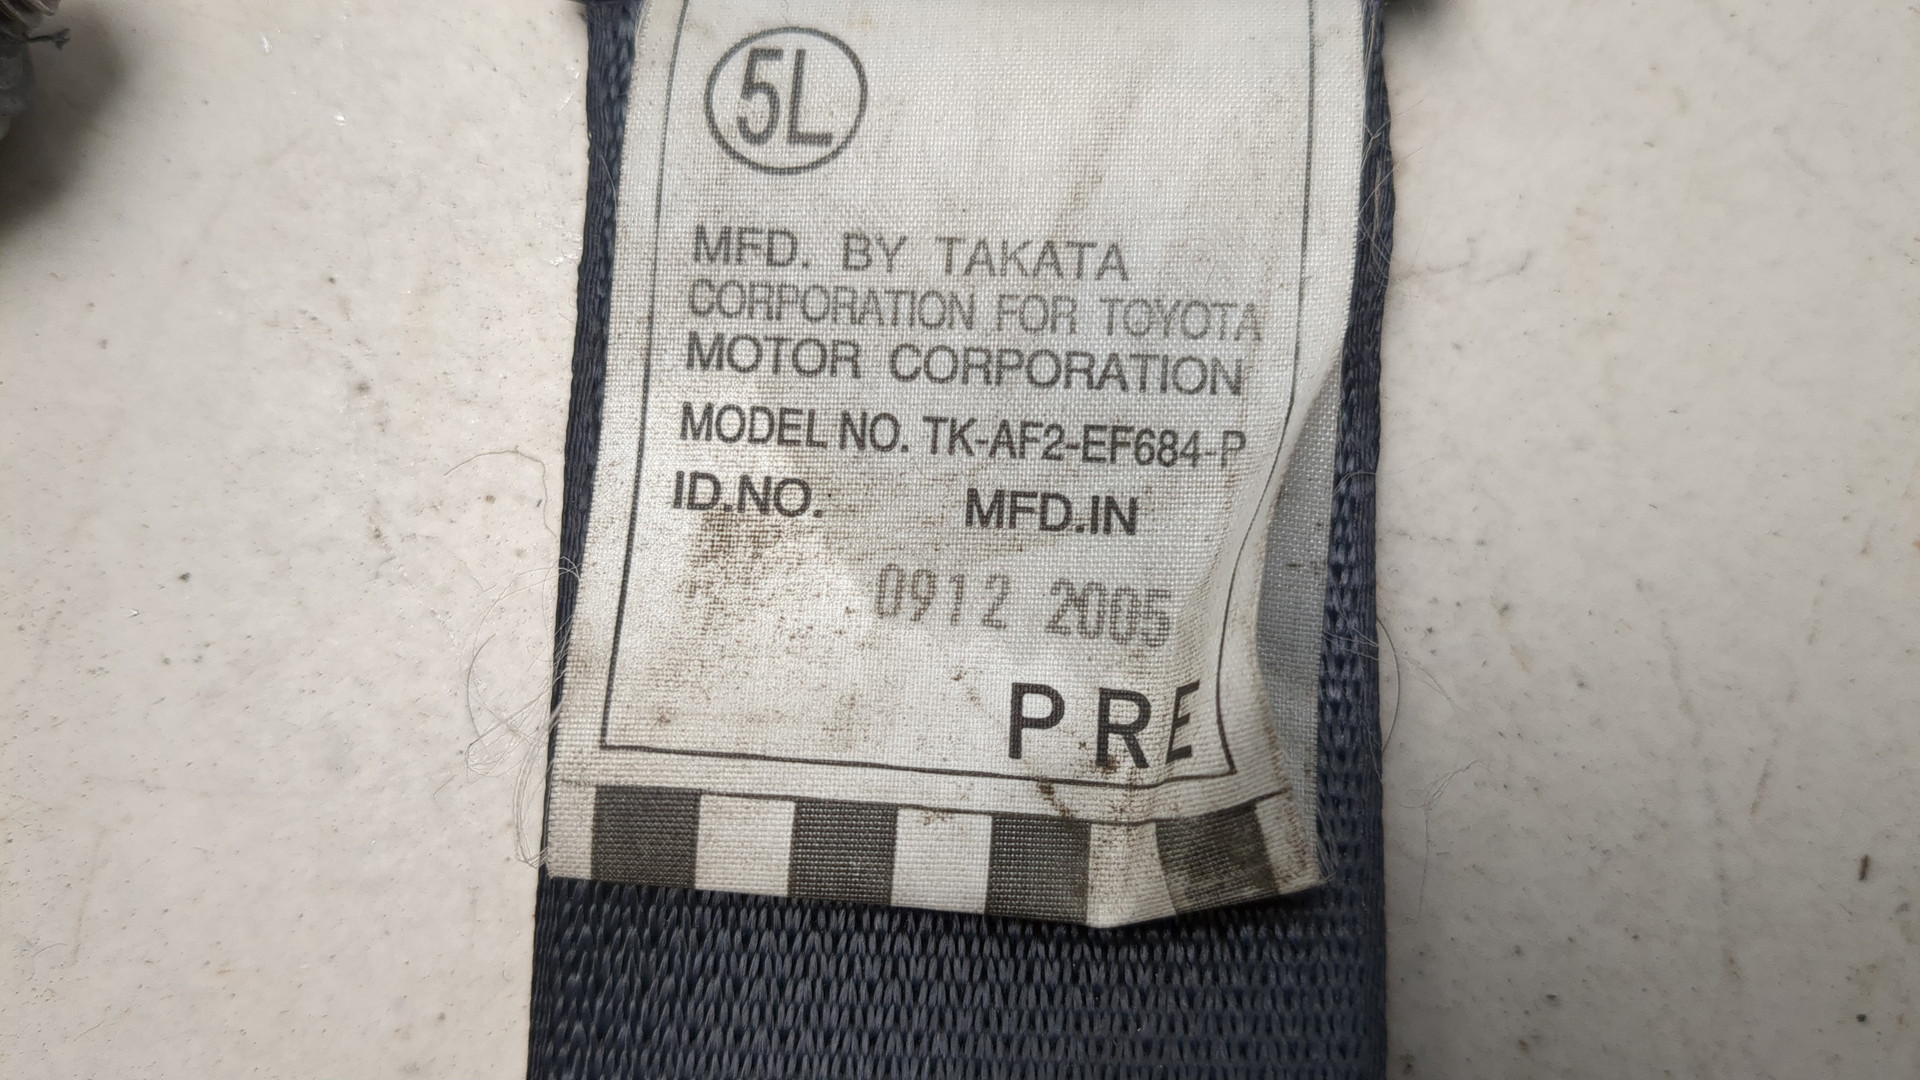 5L
MFD. BY TAKATA
CORPORATION FOR TOYOTA
MOTOR CORPORATION
MODEL NO. TK-AF2-EF684-P
ID.NO. MFD.IN
0912 2005
PRE